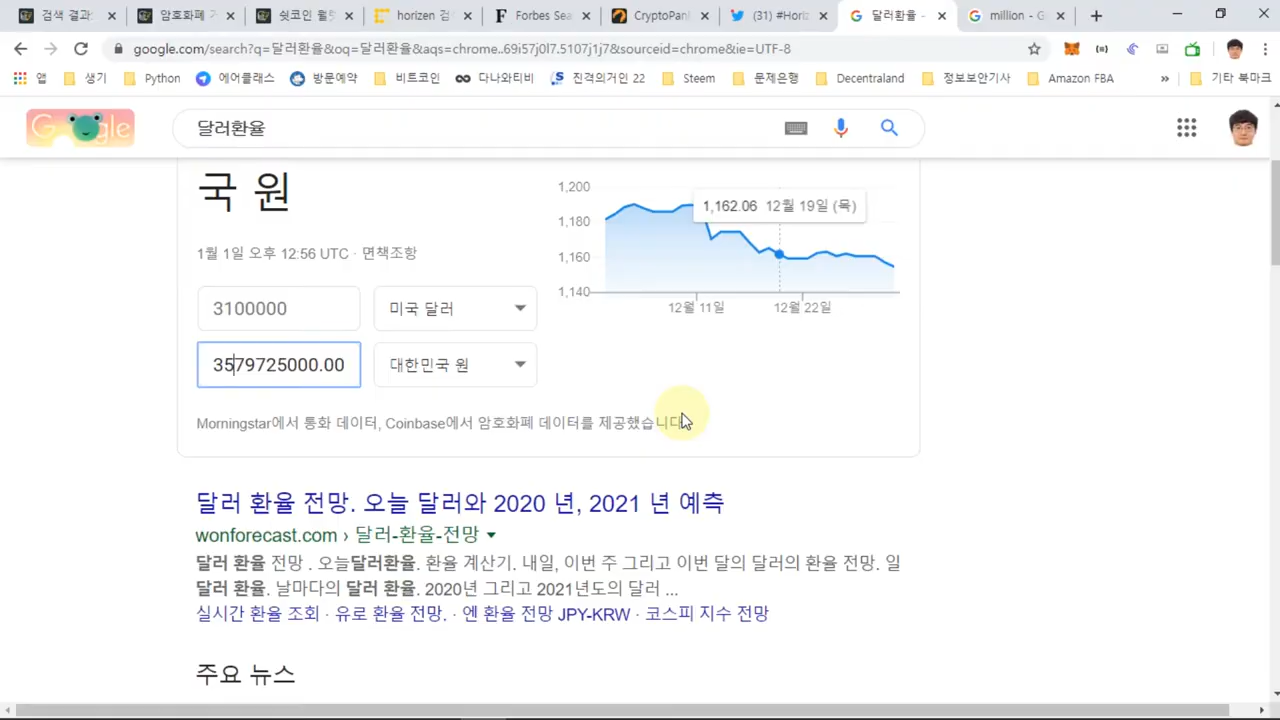 검색 결과
암호화폐 ㄱ
쉿코인 월드
horizen 검
Forbes Sea
CryptoPani
(31) #Horiz
달러환율 -
million - G
google.com/search?q=달러환율&oq=달러환율&aqs=chrome..69i57j0l7.5107j1j7&sourceid=chrome&ie=UTF-8
앱 생기 Python 에어클래스 방문예약 비트코인 다나와티비 진격의거인 22 Steem 문제은행 Decentraland 정보보안기사 Amazon FBA » 기타 북마크
Google 달러환율
국 원
1월 1일 오후 12:56 UTC · 면책조항
3100000 미국 달러
3579725000.00 대한민국 원
1,200
1,180
1,160
1,140
1,162.06 12월 19일 (목)
12월 11일 12월 22일
Morningstar에서 통화 데이터, Coinbase에서 암호화폐 데이터를 제공했습니다.
달러 환율 전망. 오늘 달러와 2020 년, 2021 년 예측
wonforecast.com › 달러-환율-전망
달러 환율 전망 . 오늘달러환율. 환율 계산기. 내일, 이번 주 그리고 이번 달의 달러의 환율 전망. 일
달러 환율. 날마다의 달러 환율. 2020년 그리고 2021년도의 달러 ...
실시간 환율 조회 · 유로 환율 전망. · 엔 환율 전망 JPY-KRW · 코스피 지수 전망
주요 뉴스